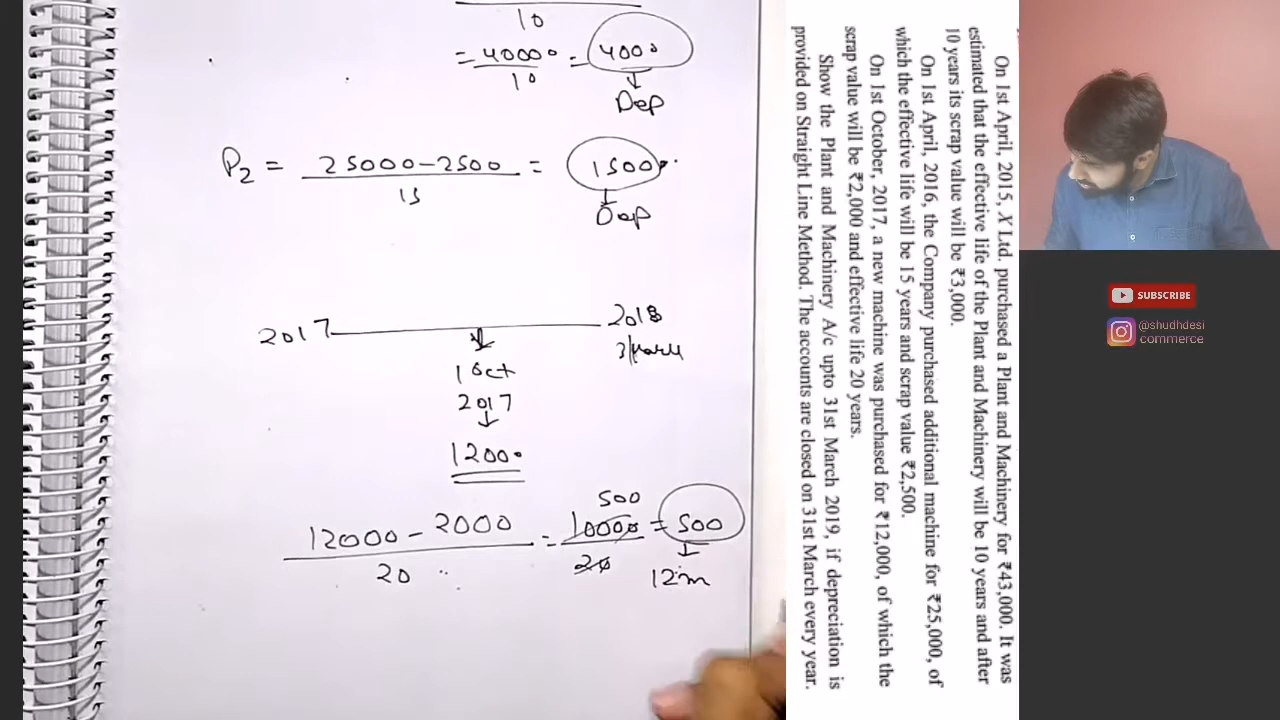 10
= 40000 = 4000
10
Dep
P2 = 25000-2500 = 1500
15
Dep
2017 2018
31 March
1 Oct
2017
12000
12000 - 2000 = 10000 = 500
500
20 20 12m
On 1st April, 2015, X Ltd. purchased a Plant and Machinery for ₹43,000. It was
estimated that the effective life of the Plant and Machinery will be 10 years and after
10 years its scrap value will be ₹3,000.
On 1st April, 2016, the Company purchased additional machine for ₹25,000, of
which the effective life will be 15 years and scrap value ₹2,500.
On 1st October, 2017, a new machine was purchased for ₹12,000, of which the
scrap value will be ₹2,000 and effective life 20 years.
Show the Plant and Machinery A/c upto 31st March 2019, if depreciation is
provided on Straight Line Method. The accounts are closed on 31st March every year.
SUBSCRIBE
@shudhdesi
commerce